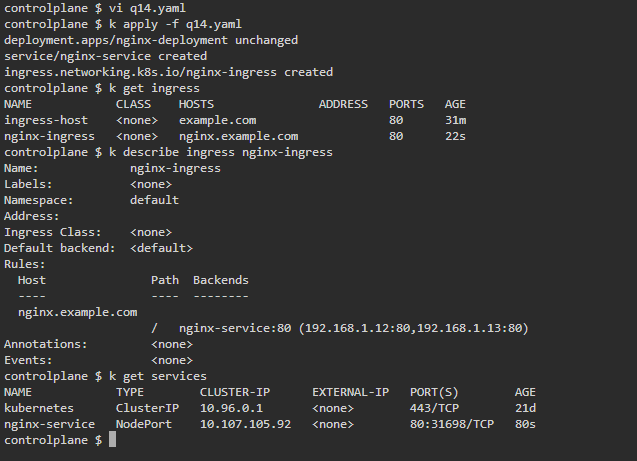 controlplane $ vi q14.yaml
controlplane $ k apply -f q14.yaml
deployment.apps/nginx-deployment unchanged
service/nginx-service created
ingress.networking.k8s.io/nginx-ingress created
controlplane $ k get ingress
NAME CLASS HOSTS ADDRESS PORTS AGE
ingress-host <none> example.com 80 31m
nginx-ingress <none> nginx.example.com 80 22s
controlplane $ k describe ingress nginx-ingress
Name: nginx-ingress
Labels: <none>
Namespace: default
Address:
Ingress Class: <none>
Default backend: <default>
Rules:
Host Path Backends
---- ---- --------
nginx.example.com
/ nginx-service:80 (192.168.1.12:80,192.168.1.13:80)
Annotations: <none>
Events: <none>
controlplane $ k get services
NAME TYPE CLUSTER-IP EXTERNAL-IP PORT(S) AGE
kubernetes ClusterIP 10.96.0.1 <none> 443/TCP 21d
nginx-service NodePort 10.107.105.92 <none> 80:31698/TCP 80s
controlplane $